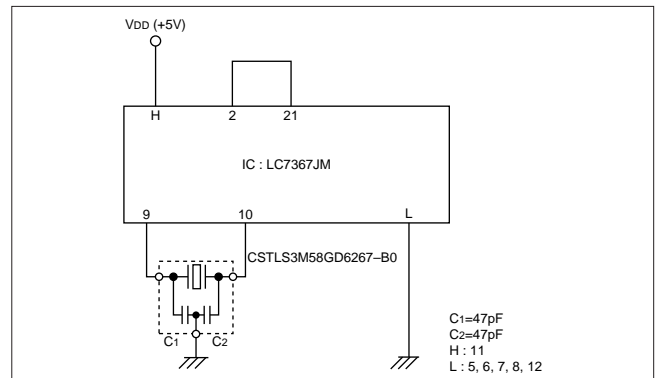 VDD (+5V)
H 2 21
IC : LC7367JM
9 10 L
CSTLS3M58GD6267–B0
C1 C2
C1=47pF
C2=47pF
H : 11
L : 5, 6, 7, 8, 12